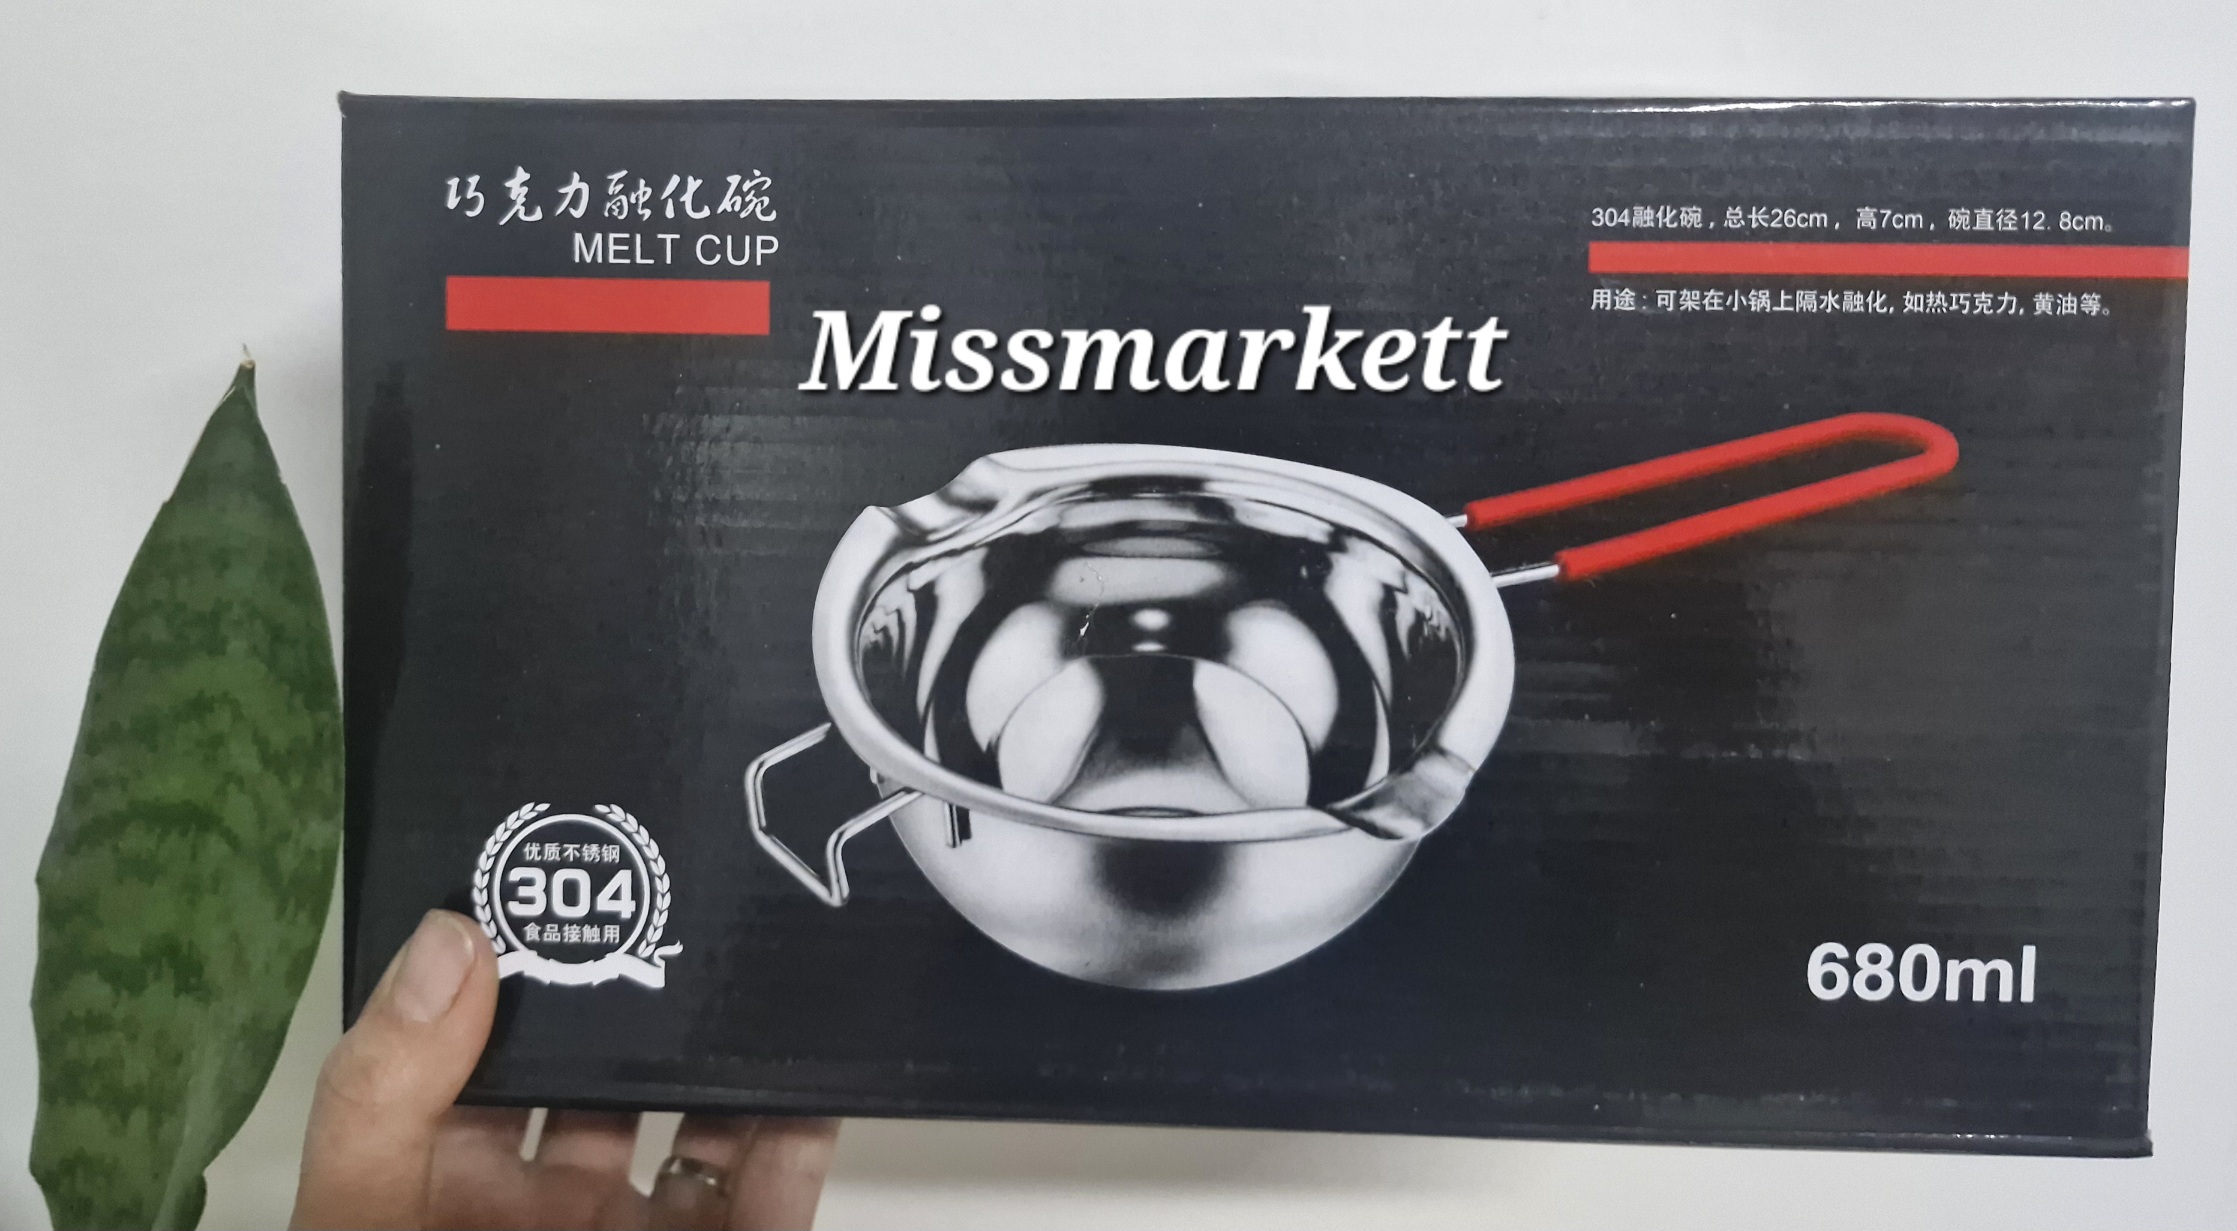 巧克力融化碗
MELT CUP
304融化碗，总长26cm，高7cm，碗直径12.8cm。
用途：可架在小锅上隔水融化，如热巧克力，黄油等。
Missmarkett
优质不锈钢
304
食品接触用
680ml